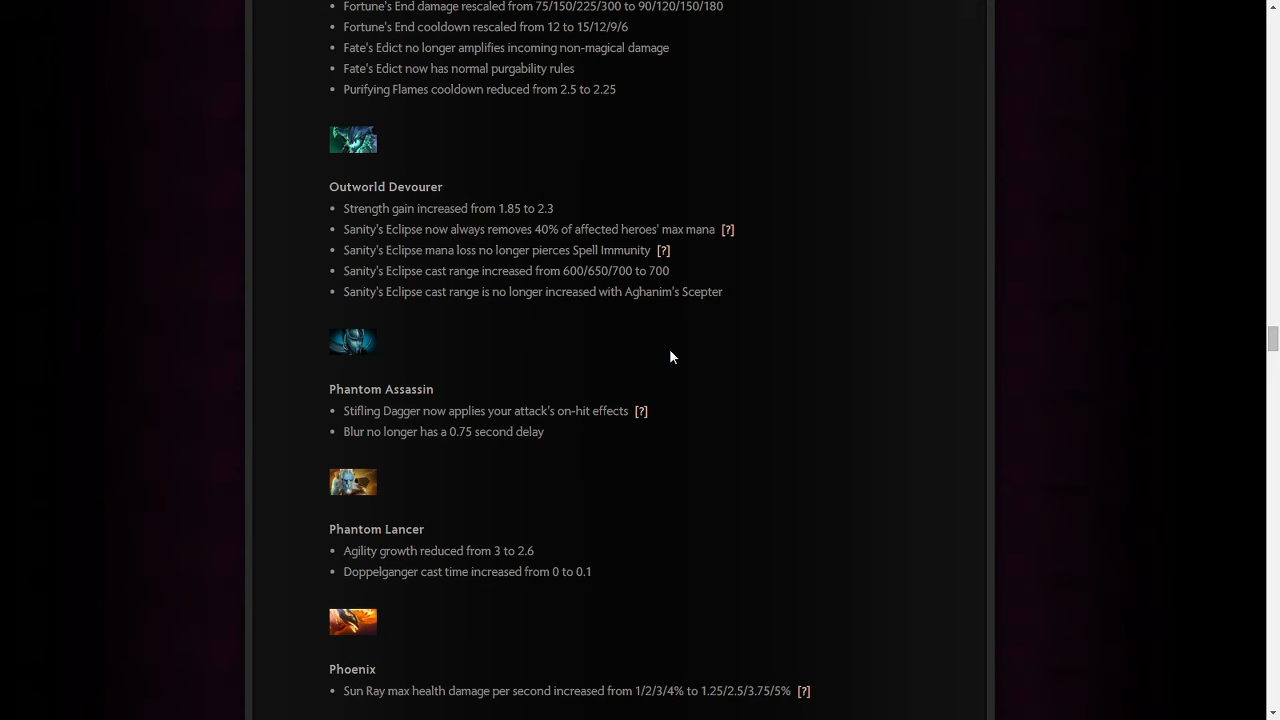 • Fortune's End damage rescaled from 75/150/225/300 to 90/120/150/180
• Fortune's End cooldown rescaled from 12 to 15/12/9/6
• Fate's Edict no longer amplifies incoming non-magical damage
• Fate's Edict now has normal purgability rules
• Purifying Flames cooldown reduced from 2.5 to 2.25
Outworld Devourer
• Strength gain increased from 1.85 to 2.3
• Sanity's Eclipse now always removes 40% of affected heroes' max mana [?]
• Sanity's Eclipse mana loss no longer pierces Spell Immunity [?]
• Sanity's Eclipse cast range increased from 600/650/700 to 700
• Sanity's Eclipse cast range is no longer increased with Aghanim's Scepter
Phantom Assassin
• Stifling Dagger now applies your attack's on-hit effects [?]
• Blur no longer has a 0.75 second delay
Phantom Lancer
• Agility growth reduced from 3 to 2.6
• Doppelganger cast time increased from 0 to 0.1
Phoenix
• Sun Ray max health damage per second increased from 1/2/3/4% to 1.25/2.5/3.75/5% [?]